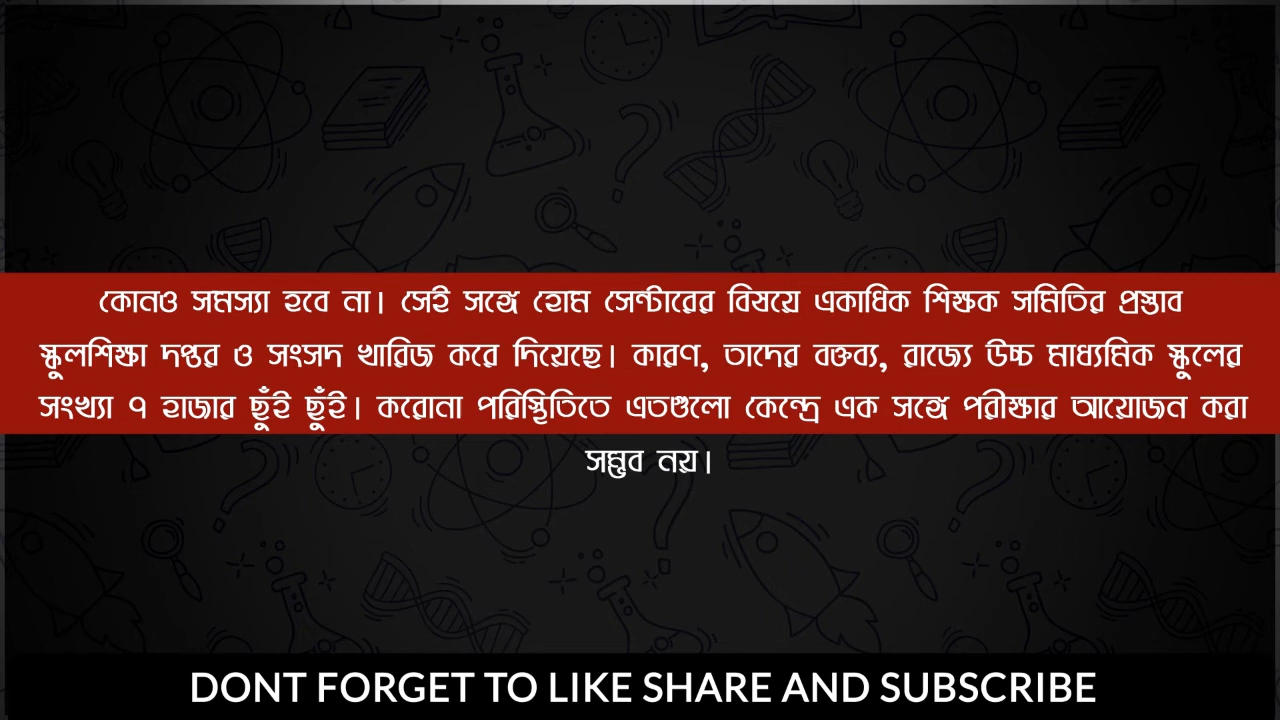 কোনও সমস্যা হবে না। সেই সঙ্গে হোম সেন্টারের বিষয়ে একাধিক শিক্ষক সমিতির প্রস্তাব
স্কুলশিক্ষা দপ্তর ও সংসদ খারিজ করে দিয়েছে। কারণ, তাদের বক্তব্য, রাজ্যে উচ্চ মাধ্যমিক স্কুলের
সংখ্যা ৭ হাজার ছুঁই ছুঁই। করোনা পরিস্থিতিতে এতগুলো কেন্দ্রে এক সঙ্গে পরীক্ষার আয়োজন করা
সম্ভব নয়।
DONT FORGET TO LIKE SHARE AND SUBSCRIBE